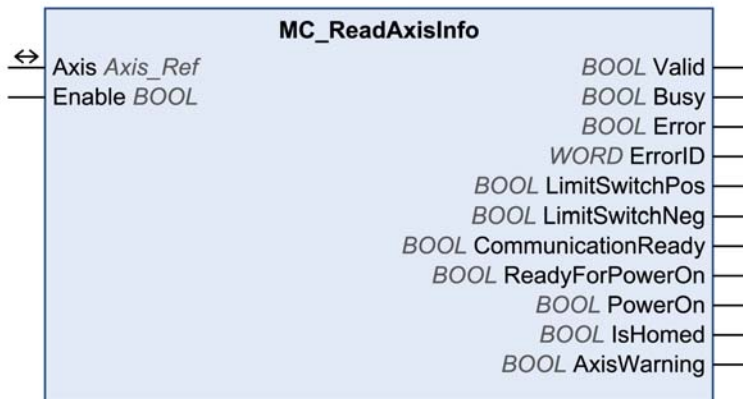 MC_ReadAxisInfo
Axis Axis_Ref
BOOL Valid
Enable BOOL
BOOL Busy
BOOL Error
WORD ErrorID
BOOL LimitSwitchPos
BOOL LimitSwitchNeg
BOOL CommunicationReady
BOOL ReadyForPowerOn
BOOL PowerOn
BOOL IsHomed
BOOL AxisWarning